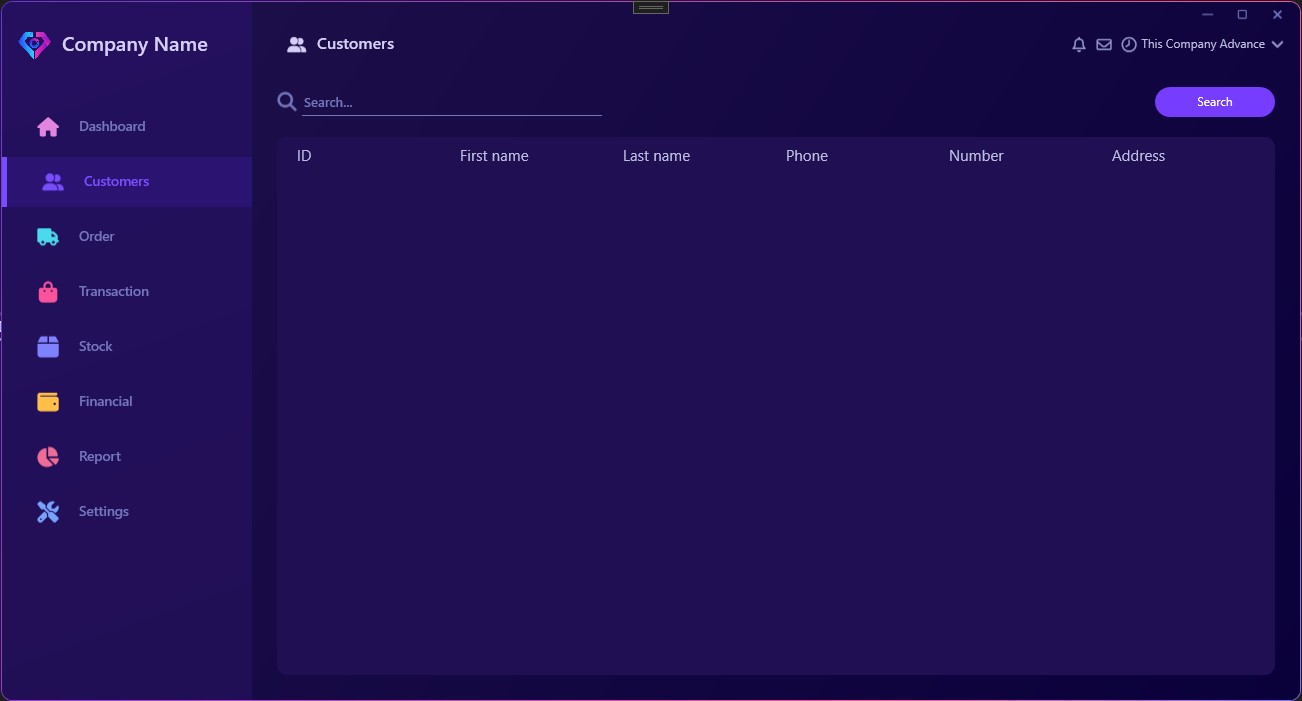 Company Name
Customers
This Company Advance
Search...
Search
Dashboard
Customers
Order
Transaction
Stock
Financial
Report
Settings
ID First name Last name Phone Number Address